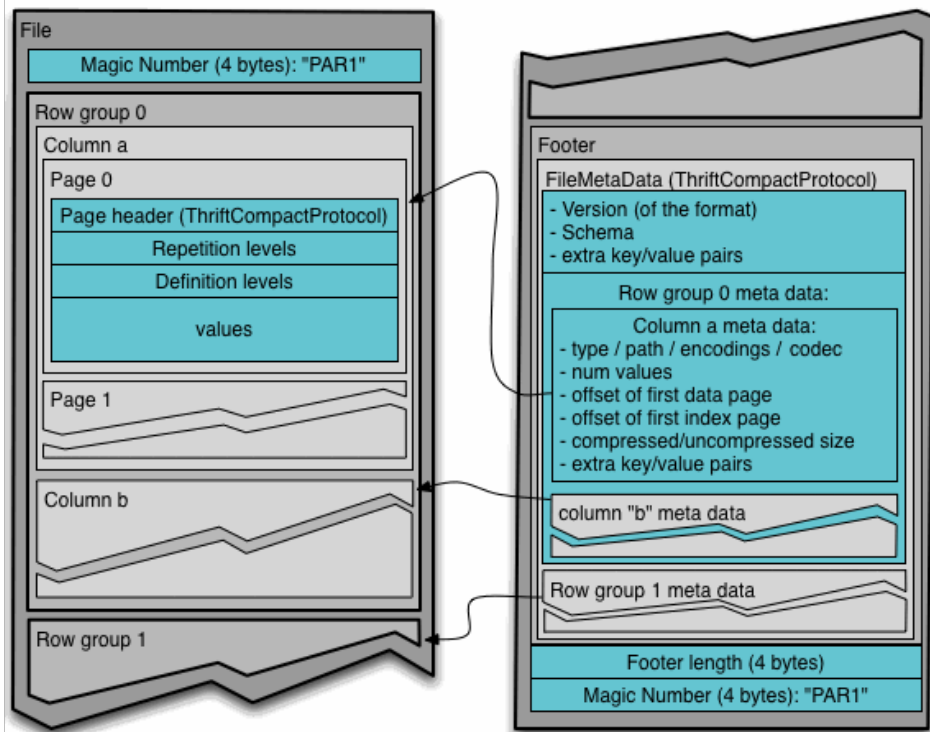 File
Magic Number (4 bytes): "PAR1"
Row group 0
Column a
Page 0
Page header (ThriftCompactProtocol)
Repetition levels
Definition levels
values
Page 1
Column b
Row group 1
Footer
FileMetaData (ThriftCompactProtocol)
- Version (of the format)
- Schema
- extra key/value pairs
Row group 0 meta data:
Column a meta data:
- type / path / encodings / codec
- num values
- offset of first data page
- offset of first index page
- compressed/uncompressed size
- extra key/value pairs
column "b" meta data
Row group 1 meta data
Footer length (4 bytes)
Magic Number (4 bytes): "PAR1"